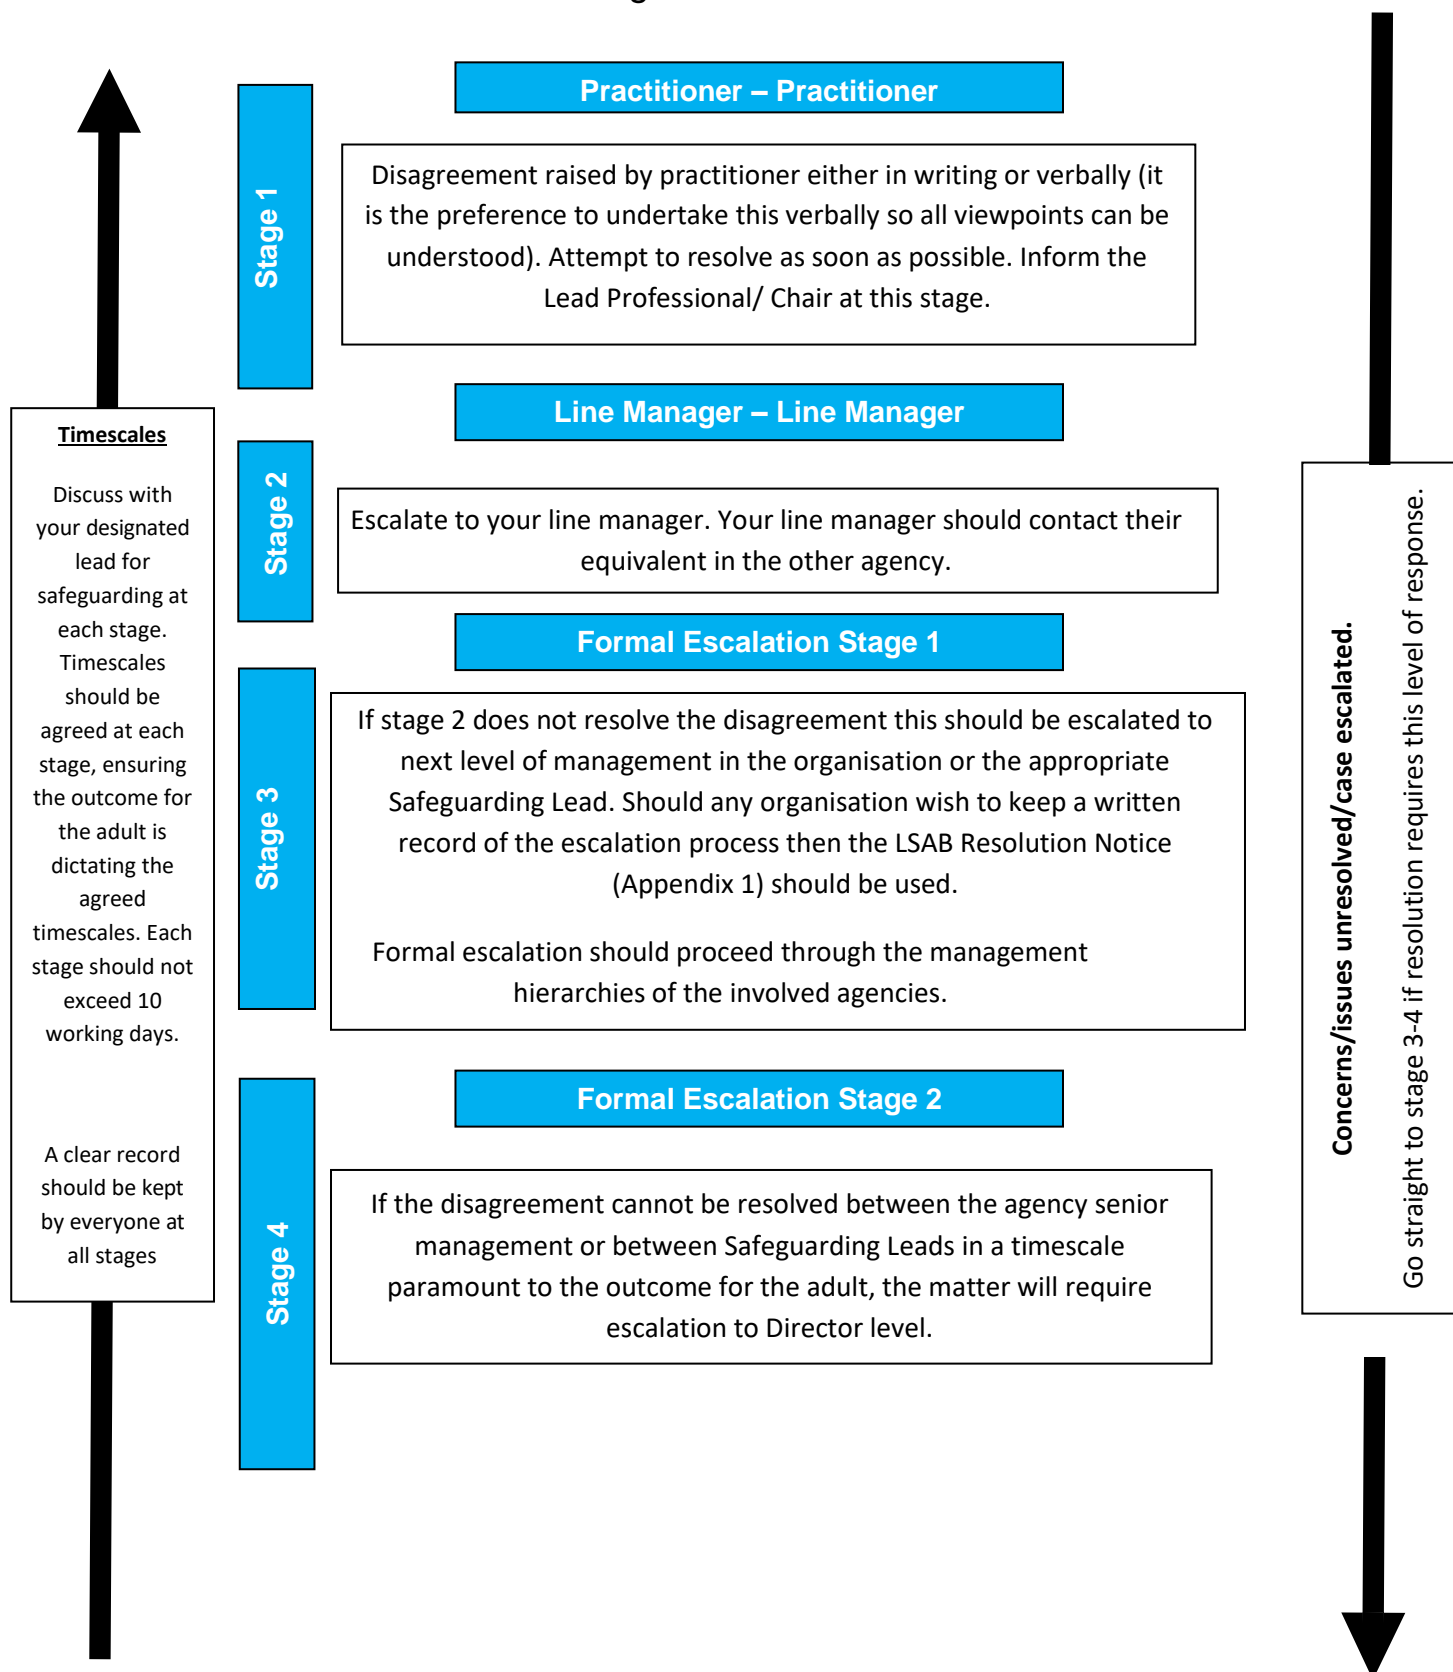 Practitioner – Practitioner
Stage 1
Disagreement raised by practitioner either in writing or verbally (it
is the preference to undertake this verbally so all viewpoints can be
understood). Attempt to resolve as soon as possible. Inform the
Lead Professional/ Chair at this stage.
Line Manager – Line Manager
Stage 2
Escalate to your line manager. Your line manager should contact their
equivalent in the other agency.
Formal Escalation Stage 1
Stage 3
If stage 2 does not resolve the disagreement this should be escalated to
next level of management in the organisation or the appropriate
Safeguarding Lead. Should any organisation wish to keep a written
record of the escalation process then the LSAB Resolution Notice
(Appendix 1) should be used.
Formal escalation should proceed through the management
hierarchies of the involved agencies.
Formal Escalation Stage 2
Stage 4
If the disagreement cannot be resolved between the agency senior
management or between Safeguarding Leads in a timescale
paramount to the outcome for the adult, the matter will require
escalation to Director level.
Timescales
Discuss with
your designated
lead for
safeguarding at
each stage.
Timescales
should be
agreed at each
stage, ensuring
the outcome for
the adult is
dictating the
agreed
timescales. Each
stage should not
exceed 10
working days.
A clear record
should be kept
by everyone at
all stages
Concerns/issues unresolved/case escalated.
Go straight to stage 3-4 if resolution requires this level of response.